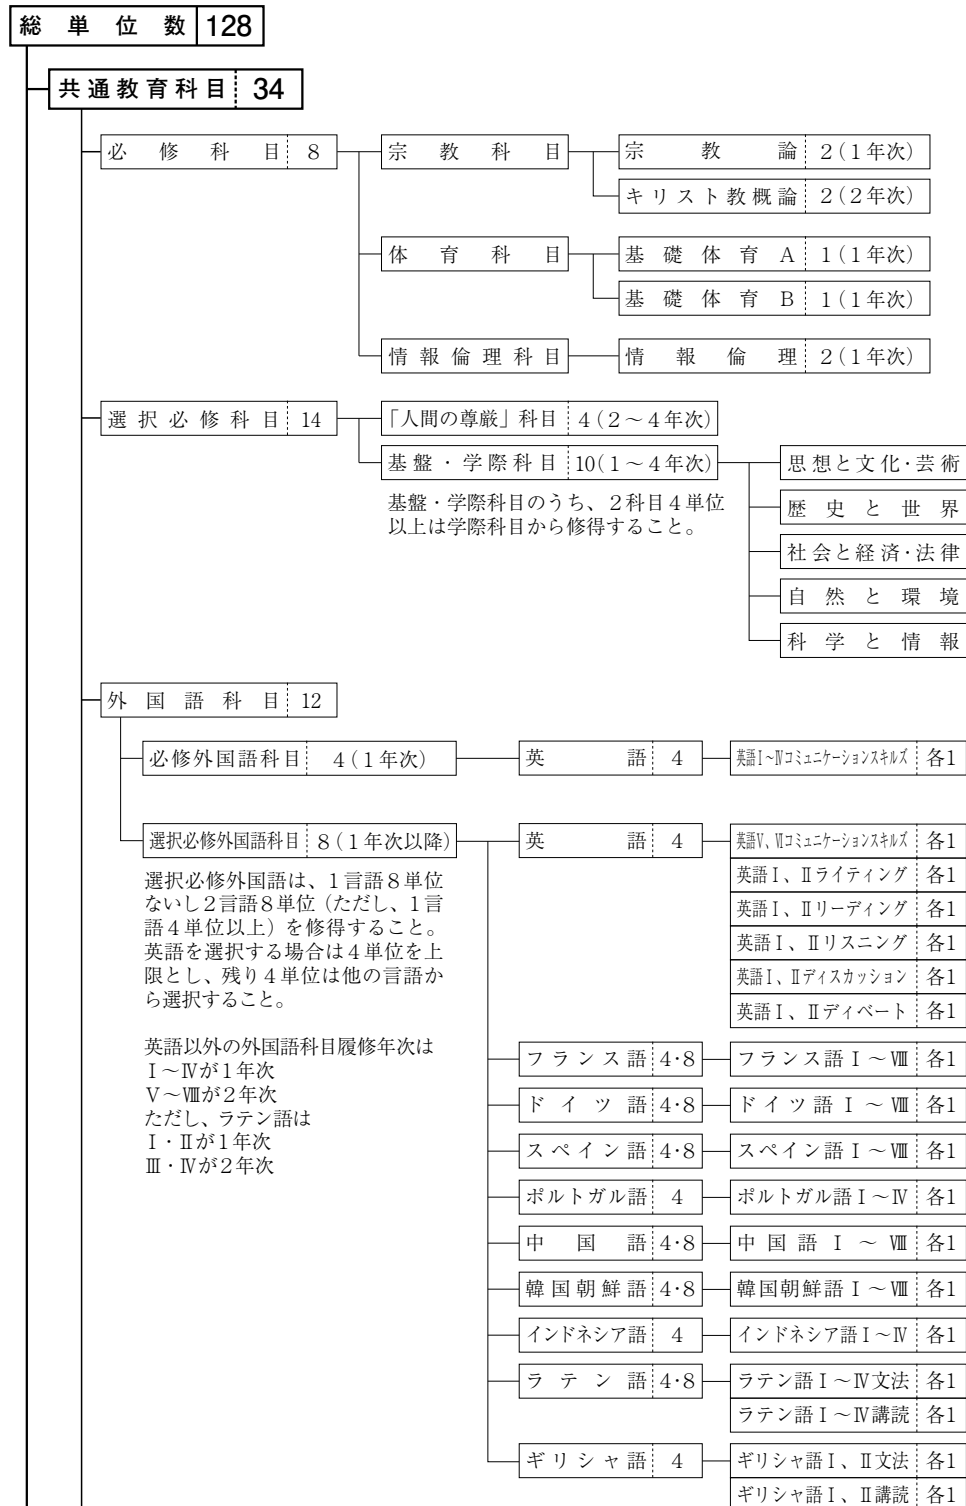 総単位数 128
共通教育科目 34
必修科目 8 宗教科目 宗教論 2(1年次)
キリスト教概論 2(2年次)
体育科目 基礎体育A 1(1年次)
基礎体育B 1(1年次)
情報倫理科目 情報倫理 2(1年次)
選択必修科目 14 「人間の尊厳」科目 4(2～4年次)
基盤・学際科目 10(1～4年次) 思想と文化・芸術
基盤・学際科目のうち、2科目4単位
以上は学際科目から修得すること。
歴史と世界
社会と経済・法律
自然と環境
科学と情報
外国語科目 12
必修外国語科目 4(1年次) 英語 4 英語Ⅰ～Ⅳコミュニケーションスキルズ 各1
選択必修外国語科目 8(1年次以降) 英語 4 英語Ⅴ、Ⅵコミュニケーションスキルズ 各1
選択必修外国語は、1言語8単位
ないし2言語8単位（ただし、1言
語4単位以上）を修得すること。
英語を選択する場合は4単位を上
限とし、残り4単位は他の言語か
ら選択すること。
英語以外の外国語科目履修年次は
Ⅰ～Ⅳが1年次
Ⅴ～Ⅷが2年次
ただし、ラテン語は
Ⅰ・Ⅱが1年次
Ⅲ・Ⅳが2年次
英語Ⅰ、Ⅱライティング 各1
英語Ⅰ、Ⅱリーディング 各1
英語Ⅰ、Ⅱリスニング 各1
英語Ⅰ、Ⅱディスカッション 各1
英語Ⅰ、Ⅱディベート 各1
フランス語 4・8 フランス語Ⅰ～Ⅷ 各1
ドイツ語 4・8 ドイツ語Ⅰ～Ⅷ 各1
スペイン語 4・8 スペイン語Ⅰ～Ⅷ 各1
ポルトガル語 4 ポルトガル語Ⅰ～Ⅳ 各1
中国語 4・8 中国語Ⅰ～Ⅷ 各1
韓国朝鮮語 4・8 韓国朝鮮語Ⅰ～Ⅷ 各1
インドネシア語 4 インドネシア語Ⅰ～Ⅳ 各1
ラテン語 4・8 ラテン語Ⅰ～Ⅳ文法 各1
ラテン語Ⅰ～Ⅳ講読 各1
ギリシャ語 4 ギリシャ語Ⅰ、Ⅱ文法 各1
ギリシャ語Ⅰ、Ⅱ講読 各1